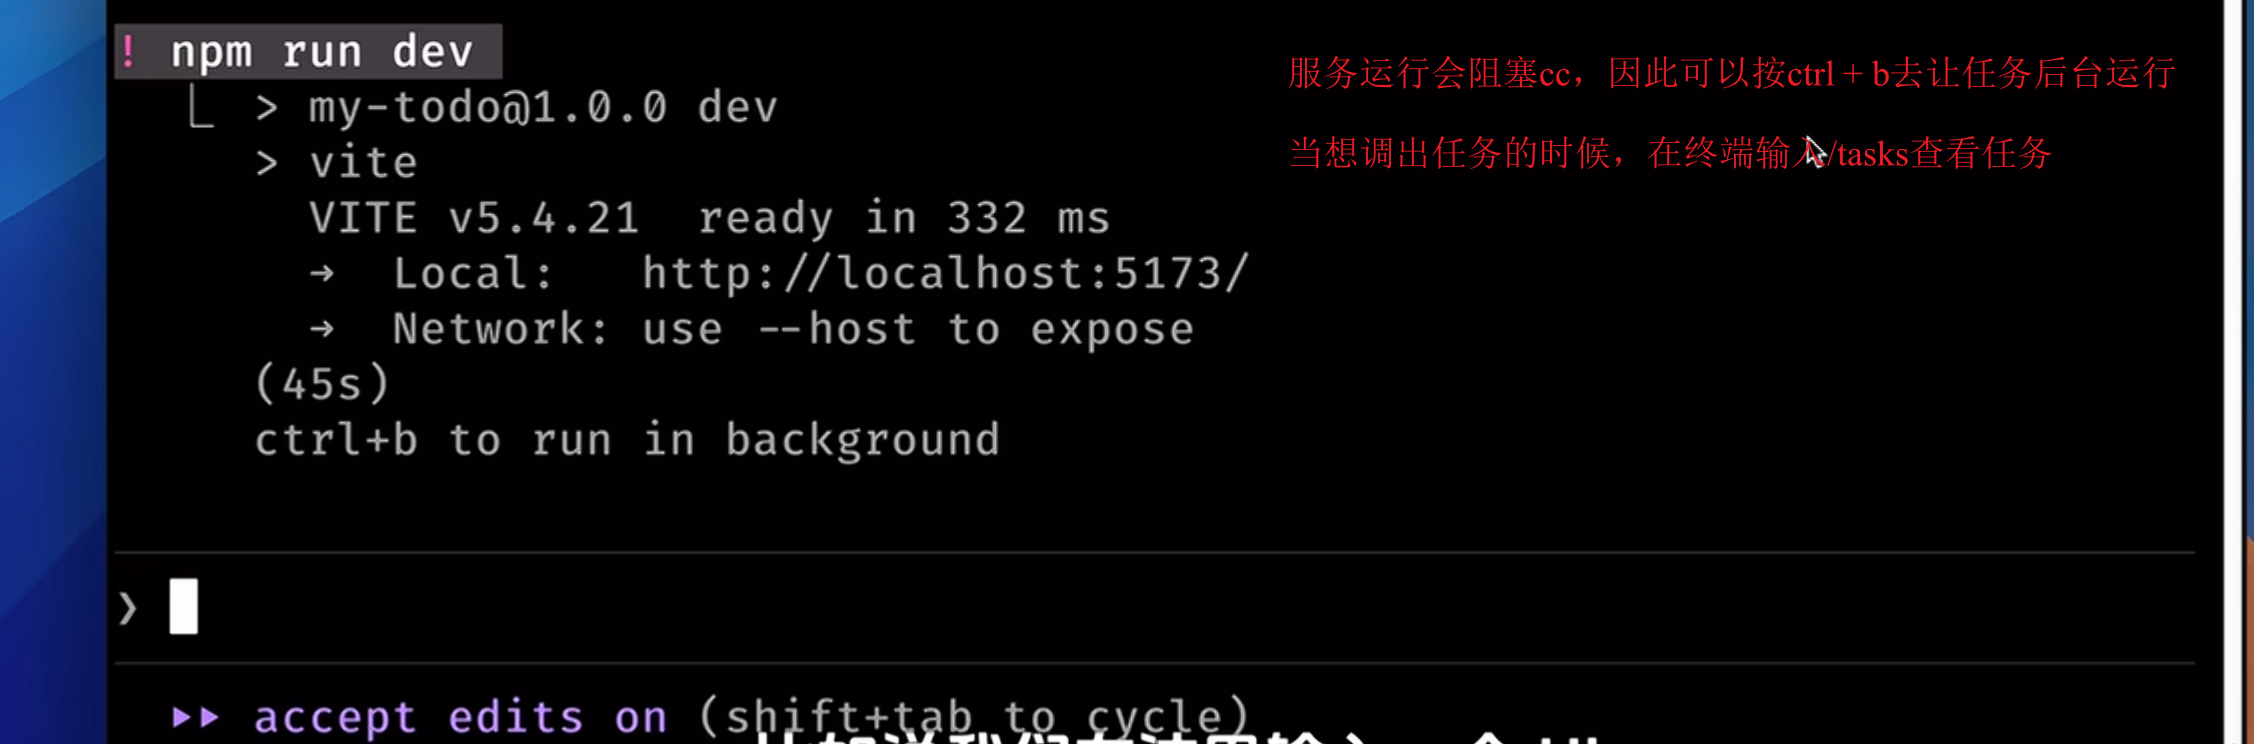 ! npm run dev
服务运行会阻塞cc，因此可以按ctrl + b去让任务后台运行
> my-todo@1.0.0 dev
当想调出任务的时候，在终端输入/tasks查看任务
> vite
VITE v5.4.21 ready in 332 ms
→ Local: http://localhost:5173/
→ Network: use --host to expose
(45s)
ctrl+b to run in background
❯
▶▶ accept edits on (shift+tab to cycle)